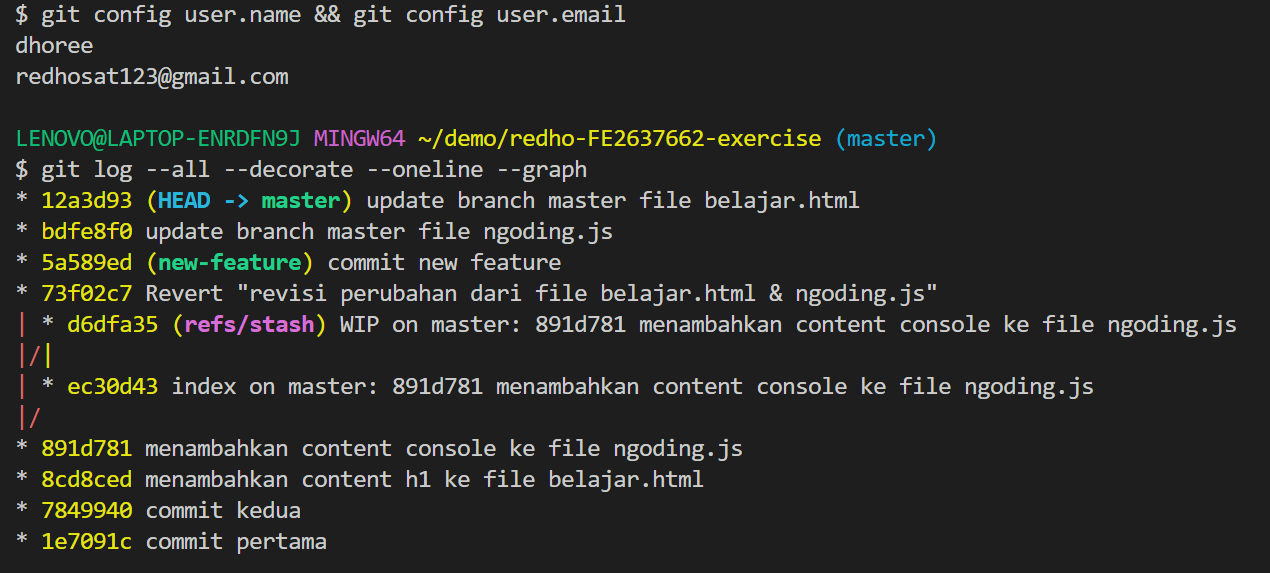 $ git config user.name && git config user.email
dhoree
redhosat123@gmail.com
LENOVO@LAPTOP-ENRDFN9J MINGW64 ~/demo/redho-FE2637662-exercise (master)
$ git log --all --decorate --oneline --graph
* 12a3d93 (HEAD -> master) update branch master file belajar.html
* bdfe8f0 update branch master file ngoding.js
* 5a589ed (new-feature) commit new feature
* 73f02c7 Revert "revisi perubahan dari file belajar.html & ngoding.js"
| * d6dfa35 (refs/stash) WIP on master: 891d781 menambahkan content console ke file ngoding.js
|/|
| * ec30d43 index on master: 891d781 menambahkan content console ke file ngoding.js
|/
* 891d781 menambahkan content console ke file ngoding.js
* 8cd8ced menambahkan content h1 ke file belajar.html
* 7849940 commit kedua
* 1e7091c commit pertama